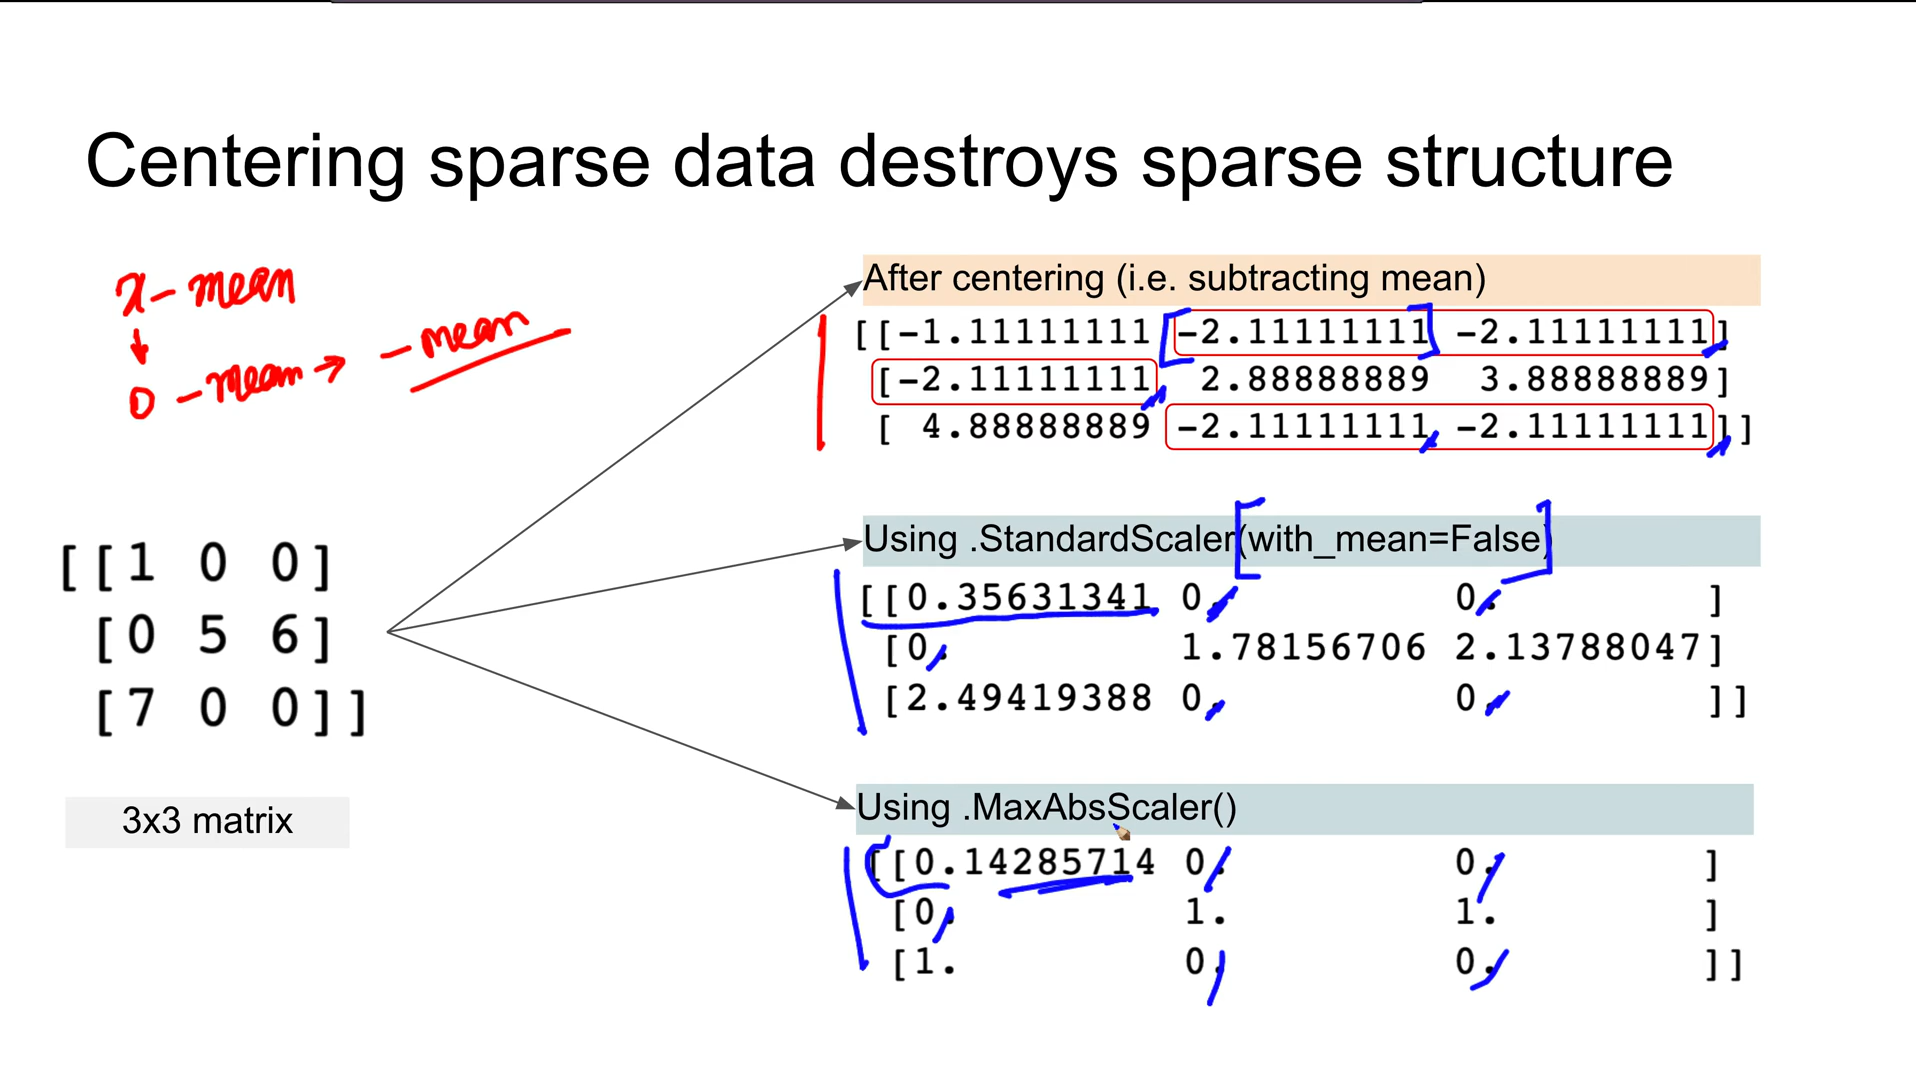 Centering sparse data destroys sparse structure
x - mean
0 - mean → - mean
[[1 0 0]
[0 5 6]
[7 0 0]]
3x3 matrix
After centering (i.e. subtracting mean)
[[-1.11111111 -2.11111111 -2.11111111]
[-2.11111111 2.88888889 3.88888889]
[ 4.88888889 -2.11111111 -2.11111111]]
Using .StandardScaler(with_mean=False)
[[0.35631341 0. 0. ]
[0. 1.78156706 2.13788047]
[2.49419388 0. 0. ]]
Using .MaxAbsScaler()
[[0.14285714 0. 0. ]
[0. 1. 1. ]
[1. 0. 0. ]]